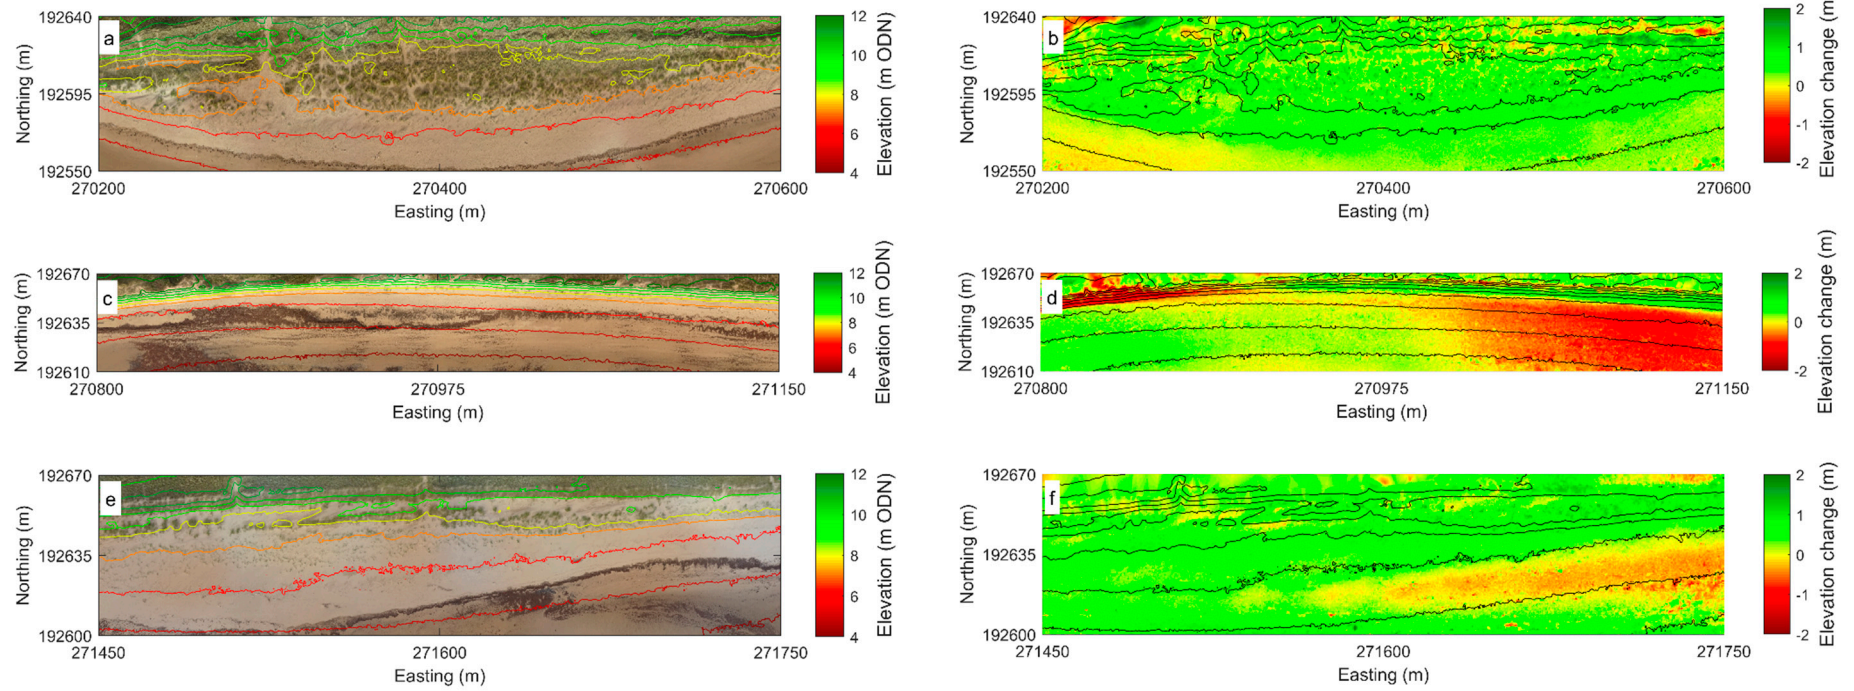 a
192640
192595
192550
Northing (m)
270200
270400
270600
Easting (m)
12
10
8
6
4
Elevation (m ODN)
b
192640
192595
192550
Northing (m)
270200
270400
270600
Easting (m)
2
1
0
-1
-2
Elevation change (m)
c
192670
192635
192610
Northing (m)
270800
270975
271150
Easting (m)
12
10
8
6
4
Elevation (m ODN)
d
192670
192635
192610
Northing (m)
270800
270975
271150
Easting (m)
2
1
0
-1
-2
Elevation change (m)
e
192670
192635
192600
Northing (m)
271450
271600
271750
Easting (m)
12
10
8
6
4
Elevation (m ODN)
f
192670
192635
192600
Northing (m)
271450
271600
271750
Easting (m)
2
1
0
-1
-2
Elevation change (m)